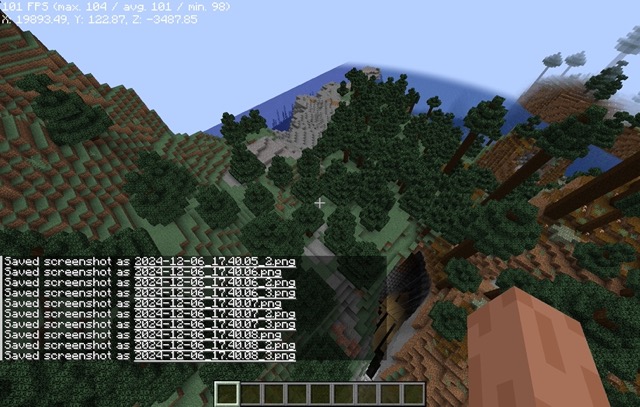 101 FPS (max. 104 / avg. 101 / min. 98)
X: 19893.49, Y: 122.87, Z: -3487.85
Saved screenshot as 2024-12-06_17.40.05_2.png
Saved screenshot as 2024-12-06_17.40.06.png
Saved screenshot as 2024-12-06_17.40.06_2.png
Saved screenshot as 2024-12-06_17.40.06_3.png
Saved screenshot as 2024-12-06_17.40.07.png
Saved screenshot as 2024-12-06_17.40.07_2.png
Saved screenshot as 2024-12-06_17.40.07_3.png
Saved screenshot as 2024-12-06_17.40.08.png
Saved screenshot as 2024-12-06_17.40.08_2.png
Saved screenshot as 2024-12-06_17.40.08_3.png